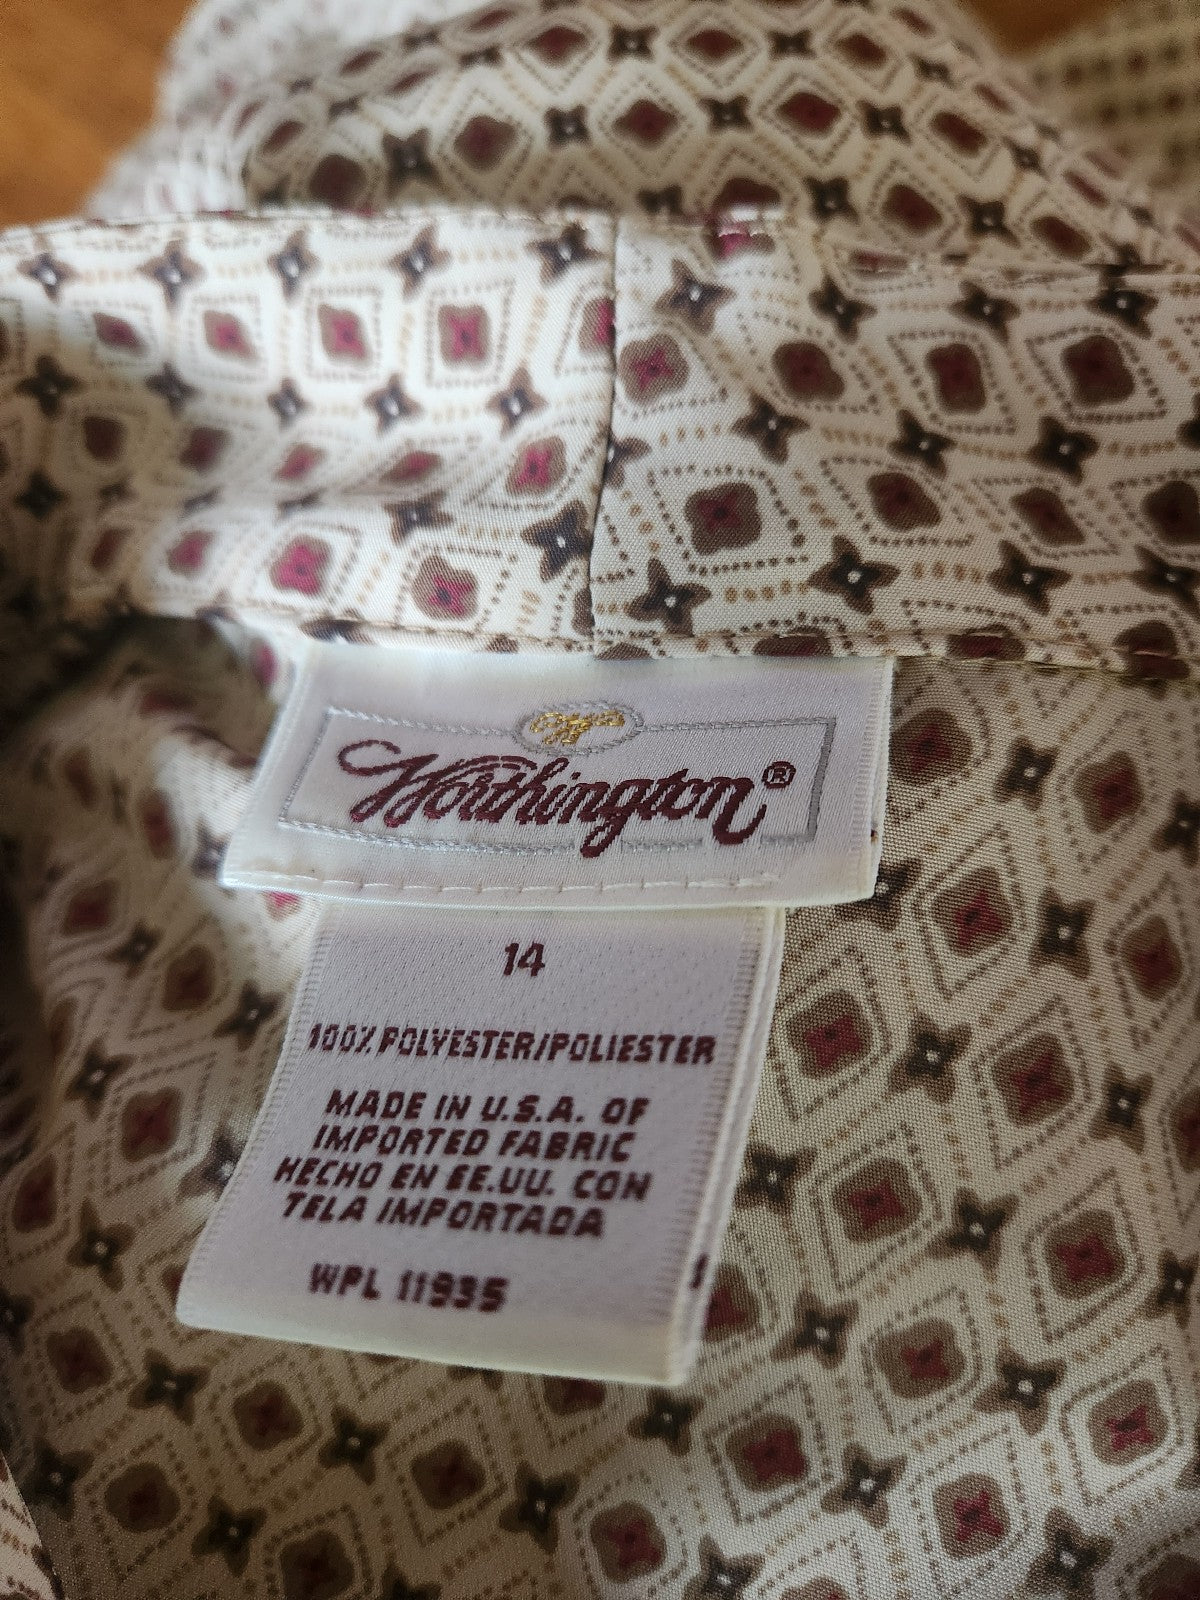 Worthington®
14
100% POLYESTER/POLIESTER
MADE IN U.S.A. OF
IMPORTED FABRIC
HECHO EN EE.UU. CON
TELA IMPORTADA
WPL 11935